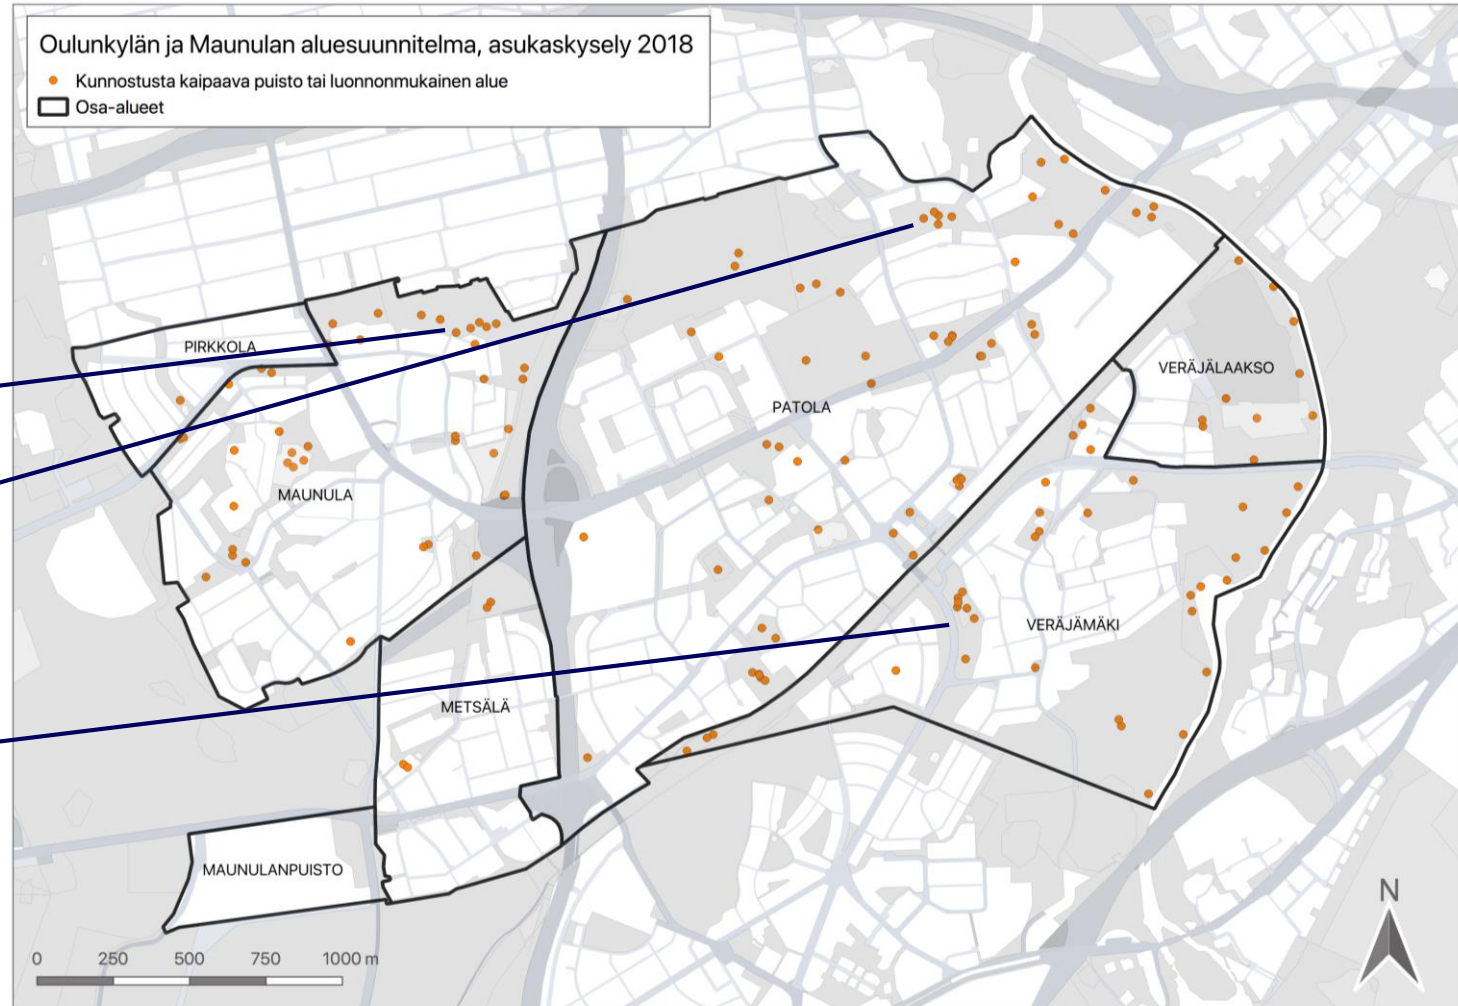 Oulunkylän ja Maunulan aluesuunnitelma, asukaskysely 2018
Kunnostusta kaipaava puisto tai luonnonmukainen alue
Osa-alueet
PIRKKOLA
VERÄJÄLAAKSO
PATOLA
MAUNULA
VERÄJÄMÄKI
METSÄLÄ
MAUNULANPUISTO
N
0 250 500 750 1000 m